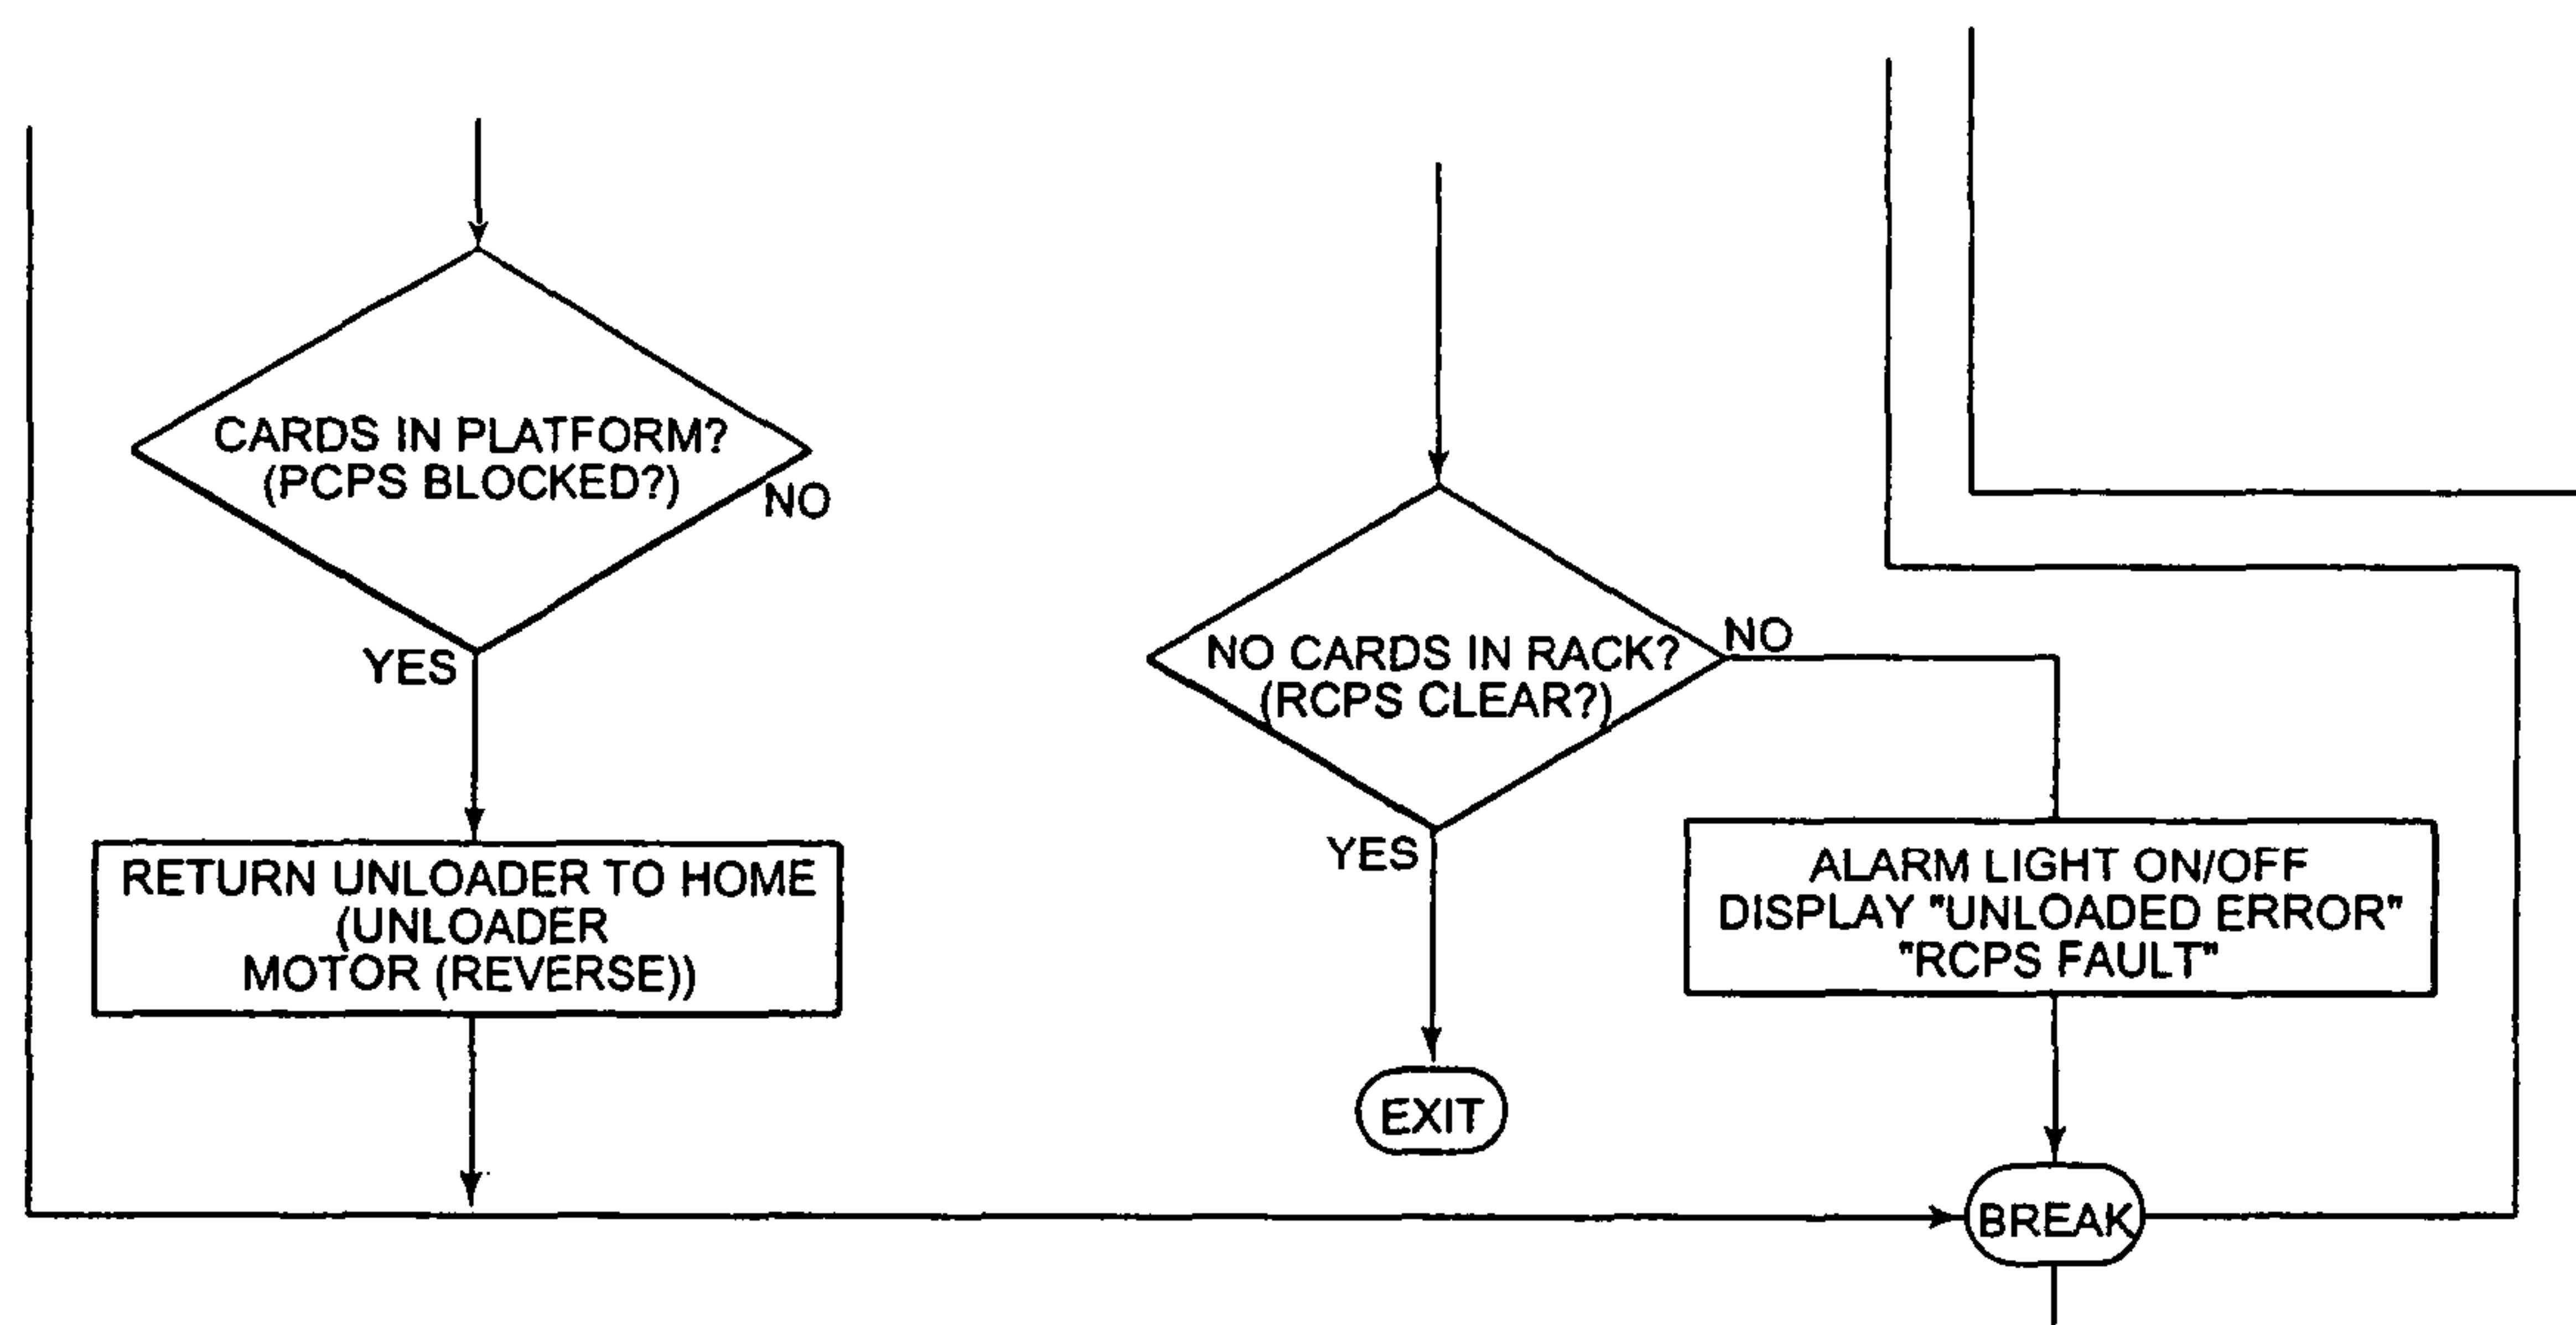 CARDS IN PLATFORM?
(PCPS BLOCKED?)
NO
YES
RETURN UNLOADER TO HOME
(UNLOADER
MOTOR (REVERSE))
NO CARDS IN RACK?
(RCPS CLEAR?)
NO
YES
EXIT
ALARM LIGHT ON/OFF
DISPLAY "UNLOADED ERROR"
"RCPS FAULT"
BREAK